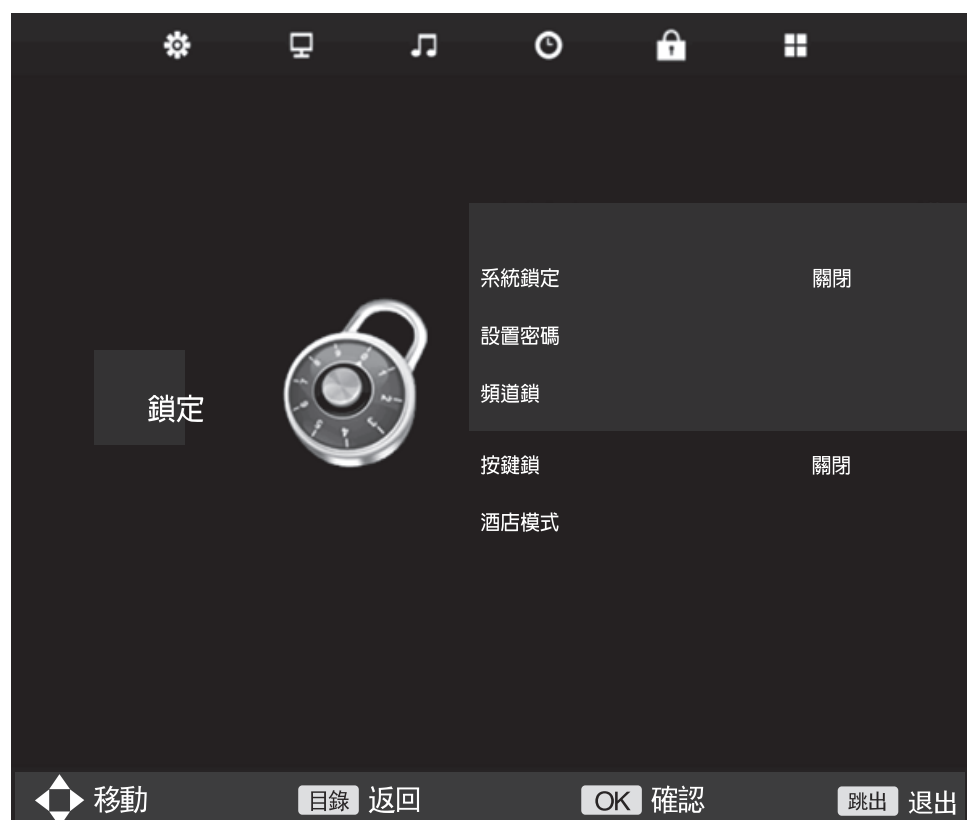 鎖定
系統鎖定 關閉
設置密碼
頻道鎖
按鍵鎖 關閉
酒店模式
移動 目錄 返回 OK 確認 跳出 退出